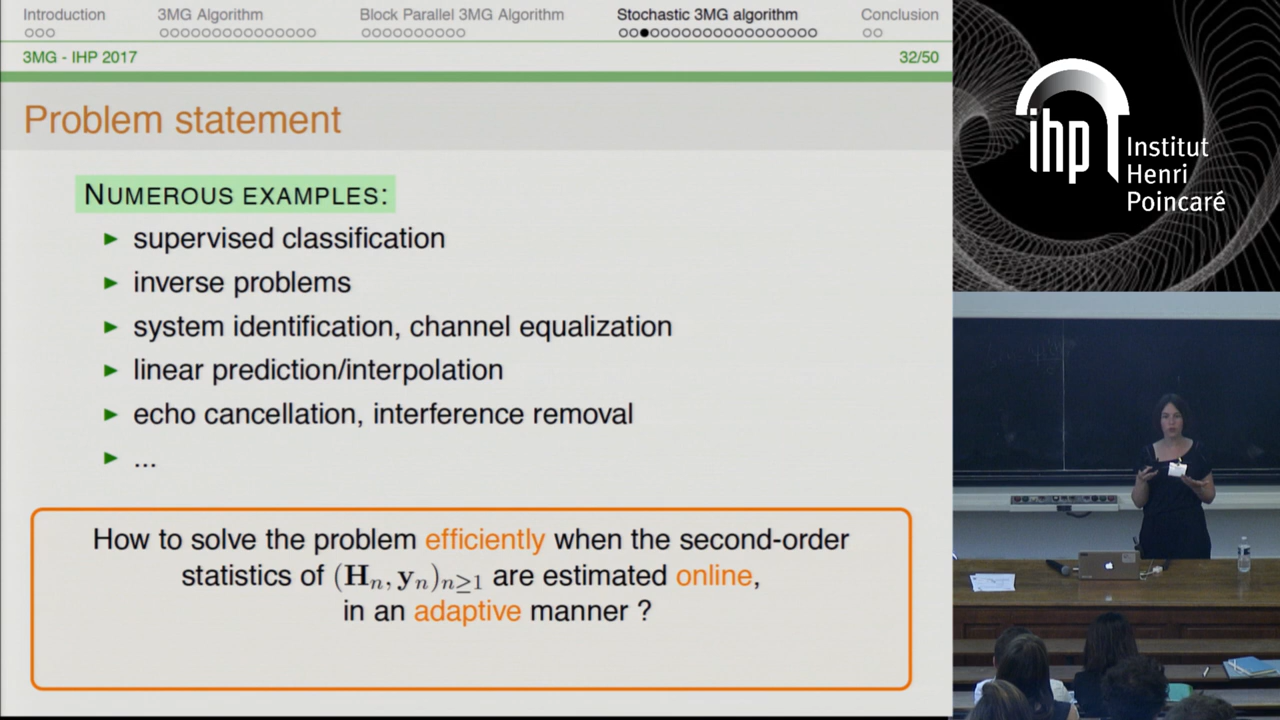 Introduction
3MG Algorithm
Block Parallel 3MG Algorithm
Stochastic 3MG algorithm
Conclusion
3MG - IHP 2017
32/50
Problem statement
NUMEROUS EXAMPLES:
► supervised classification
► inverse problems
► system identification, channel equalization
► linear prediction/interpolation
► echo cancellation, interference removal
► ...
How to solve the problem efficiently when the second-order
statistics of (Hₙ, yₙ)ₙ≥₁ are estimated online,
in an adaptive manner ?
ihp
Institut
Henri
Poincaré